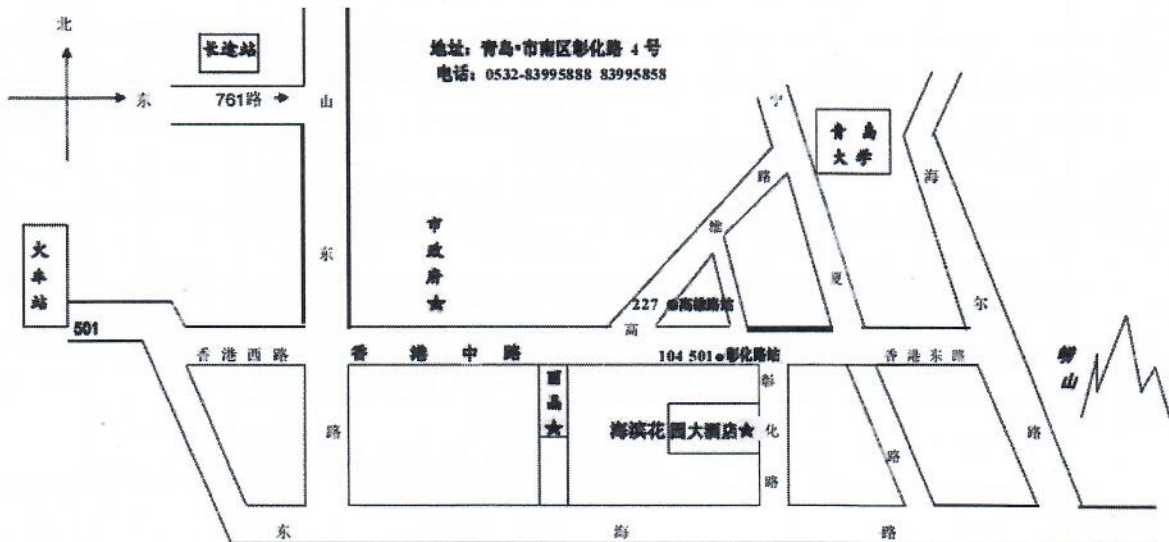 北
东
长途站
761路
地址：青岛•市南区彰化路 4 号
电话：0532-83995888 83995858
山东路
市政府
火车站
501
宁夏路
青岛大学
海尔路
高雄路
227 高雄路站
香港西路
香港中路
104 501 彰化路站
香港东路
崂山
丽晶
海滨花园大酒店
彰化路
东海路